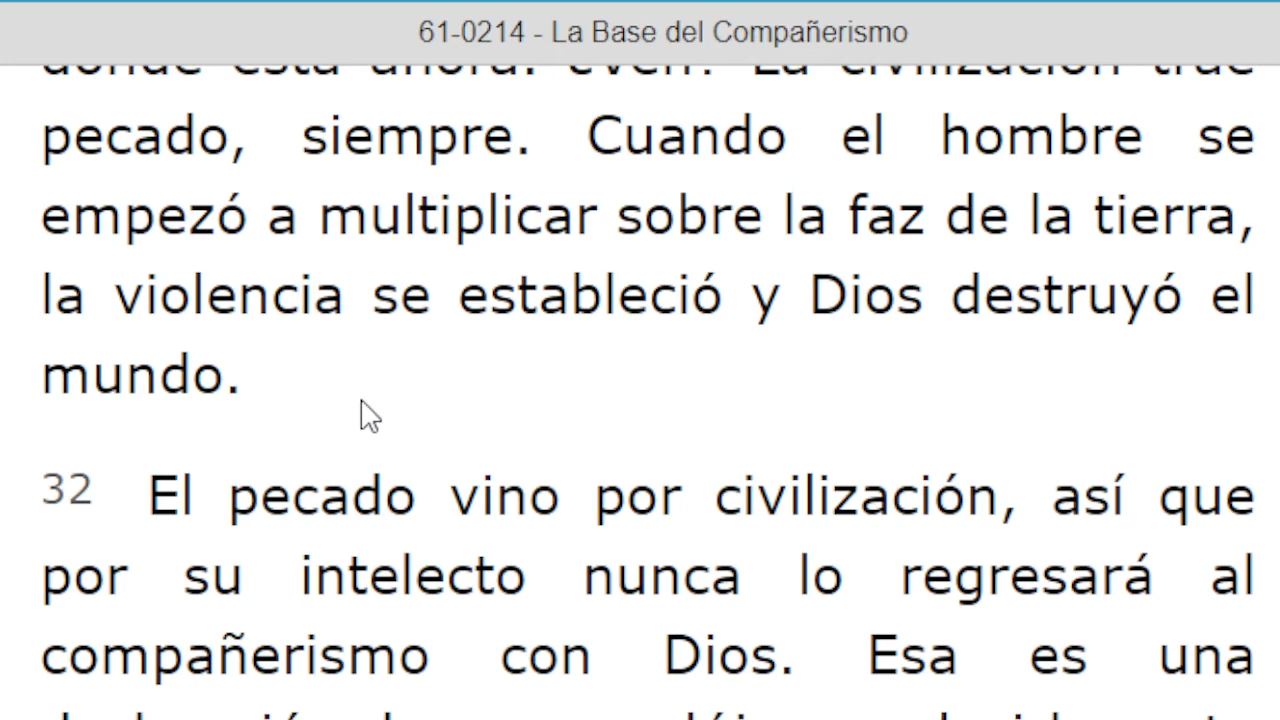 61-0214 - La Base del Compañerismo
La civilización
pecado, siempre. Cuando el hombre se
empezó a multiplicar sobre la faz de la tierra,
la violencia se estableció y Dios destruyó el
mundo.
32 El pecado vino por civilización, así que
por su intelecto nunca lo regresará al
compañerismo con Dios. Esa es una